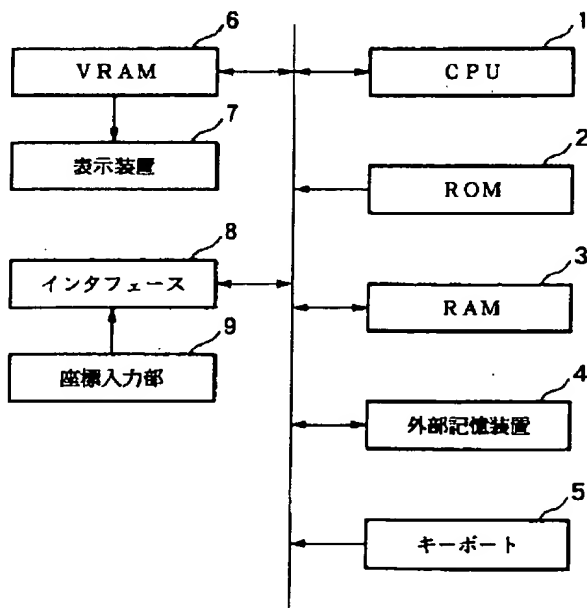 6
VRAM
7
表示装置
8
インタフェース
9
座標入力部
1
CPU
2
ROM
3
RAM
4
外部記憶装置
5
キーボート